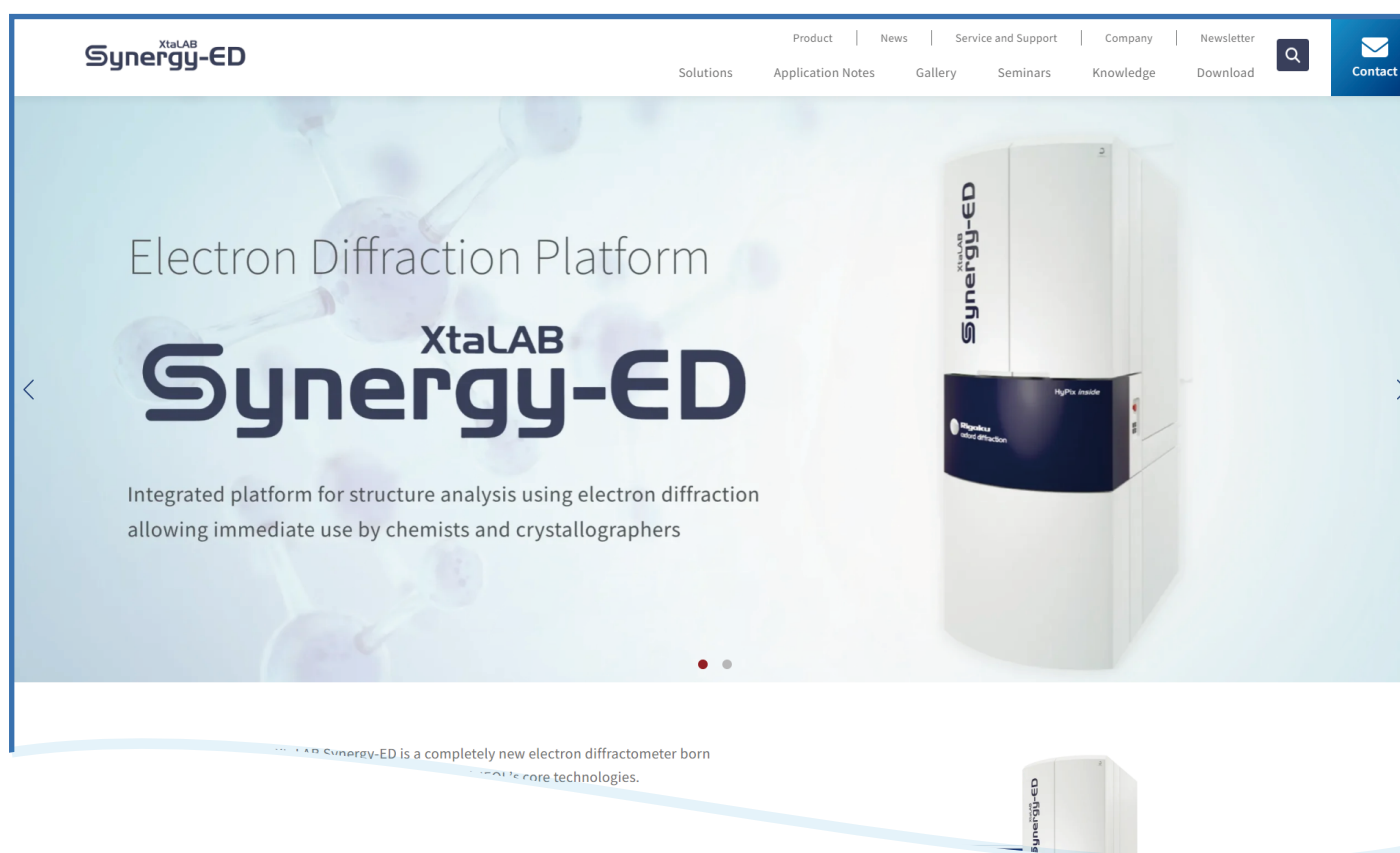 XtaLAB
Synergy-ED
Product
News
Service and Support
Company
Newsletter
Solutions
Application Notes
Gallery
Seminars
Knowledge
Download
Contact
Electron Diffraction Platform
XtaLAB
Synergy-ED
Integrated platform for structure analysis using electron diffraction
allowing immediate use by chemists and crystallographers
XtaLAB
Synergy-ED
HyPix inside
Rigaku
oxford diffraction
Synergy-ED is a completely new electron diffractometer born
core technologies.
Synergy-ED